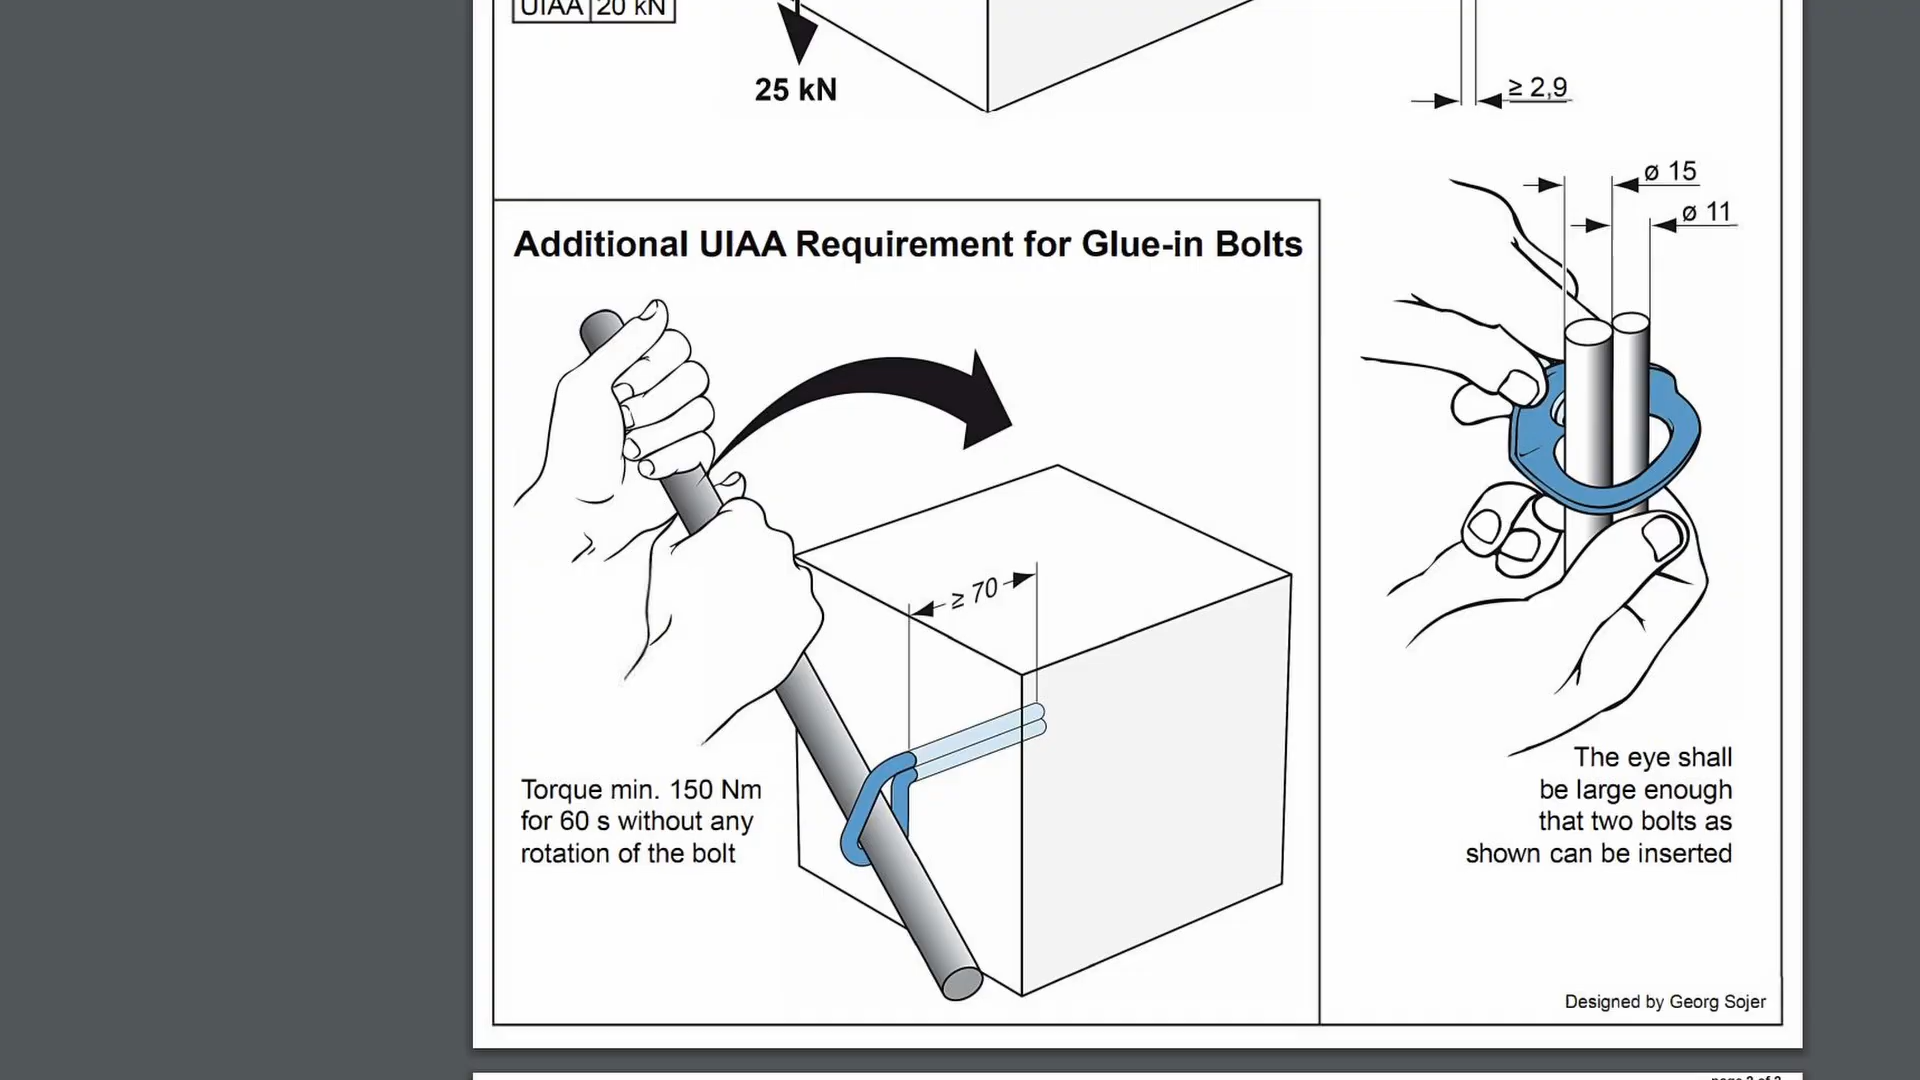 UIAA 20 kN
25 kN
≥ 2,9
ø 15
ø 11
Additional UIAA Requirement for Glue-in Bolts
≥ 70
Torque min. 150 Nm
for 60 s without any
rotation of the bolt
The eye shall
be large enough
that two bolts as
shown can be inserted
Designed by Georg Sojer